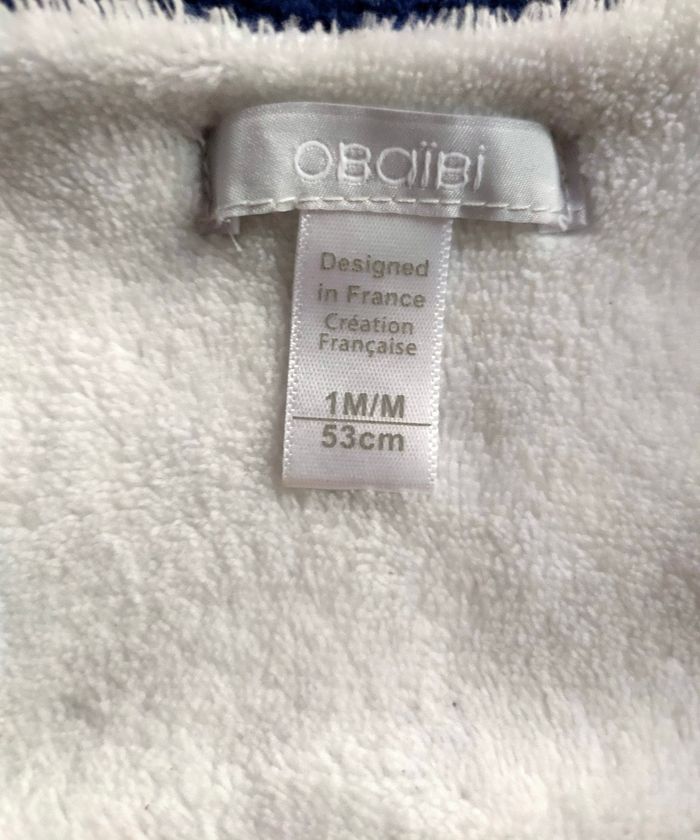 OBaïBi
Designed
in France
Création
Française
1M/M
53cm